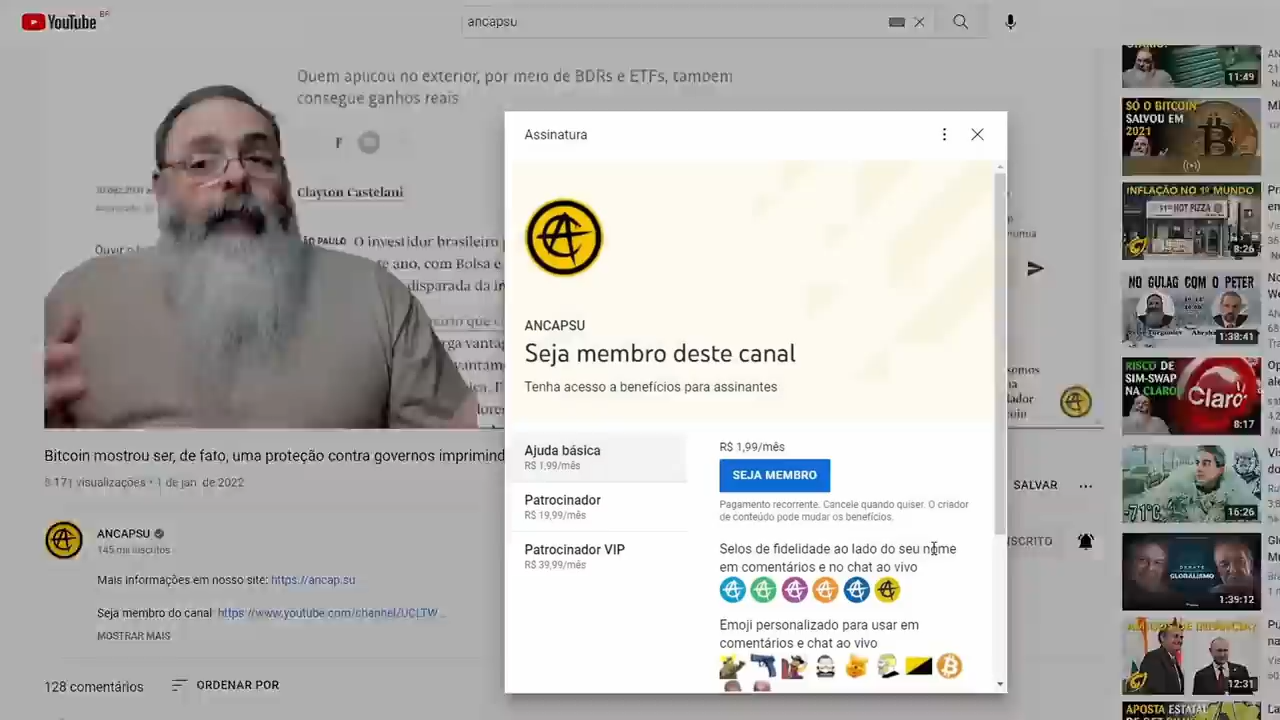 YouTube BR
ancapsu
Quem aplicou no exterior, por meio de BDRs e ETFs, também
consegue ganhos reais
Clayton Castelani
O investidor brasileiro
ano, com Bolsa e
disparada da
Assinatura
ANCAPSU
Seja membro deste canal
Tenha acesso a benefícios para assinantes
Ajuda básica
R$ 1,99/mês
Patrocinador
R$ 19,99/mês
Patrocinador VIP
R$ 39,99/mês
R$ 1,99/mês
SEJA MEMBRO
Pagamento recorrente. Cancele quando quiser. O criador
de conteúdo pode mudar os benefícios.
Selos de fidelidade ao lado do seu nome
em comentários e no chat ao vivo
Emoji personalizado para usar em
comentários e chat ao vivo
Bitcoin mostrou ser, de fato, uma proteção contra governos imprimind
8.171 visualizações • 1 de jan. de 2022
SALVAR
ANCAPSU
145 mil inscritos
INSCRITO
Mais informações em nosso site: https://ancap.su
Seja membro do canal: https://www.youtube.com/channel/UCLTW...
MOSTRAR MAIS
128 comentários
ORDENAR POR
11:49
SÓ O BITCOIN
SALVOU EM
2021
INFLAÇÃO NO 1º MUNDO
$1 HOT PIZZA
8:26
NO GULAG COM O PETER
1:38:41
RISCO DE
SIM-SWAP
NA CLARO
Claro
8:17
-71°C
16:26
DEBATE
GLOBALISMO
1:39:12
12:31
APOSTA ESTATAL